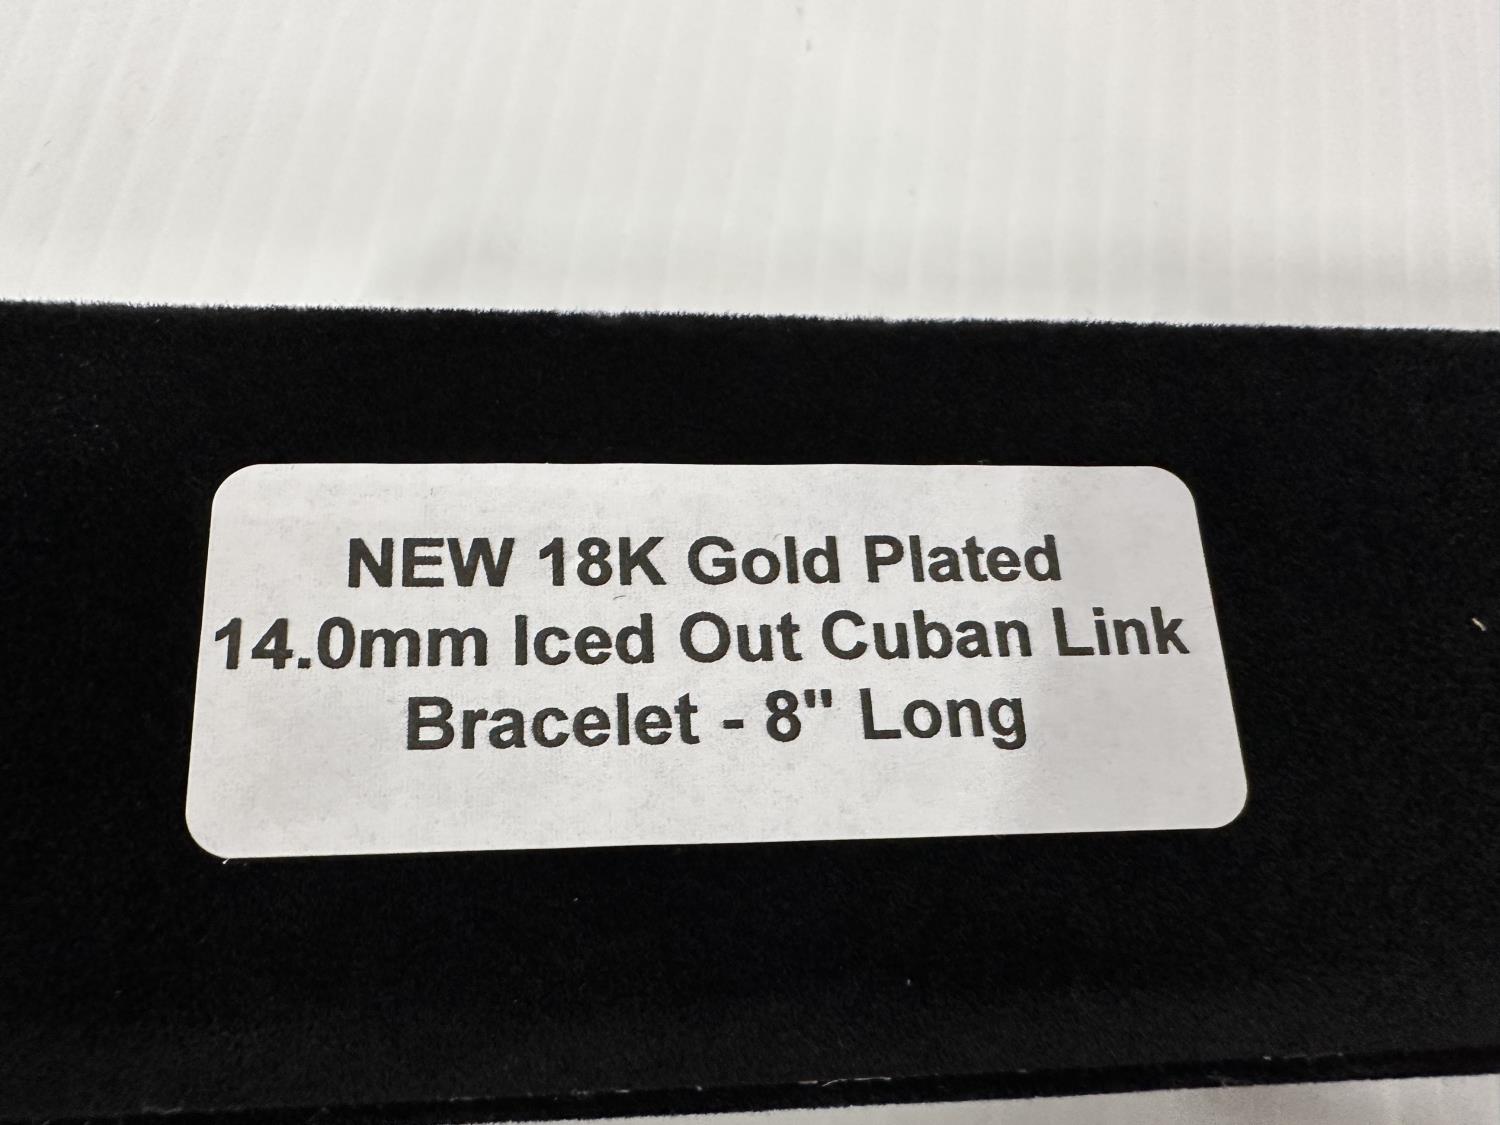 NEW 18K Gold Plated
14.0mm Iced Out Cuban Link
Bracelet - 8" Long